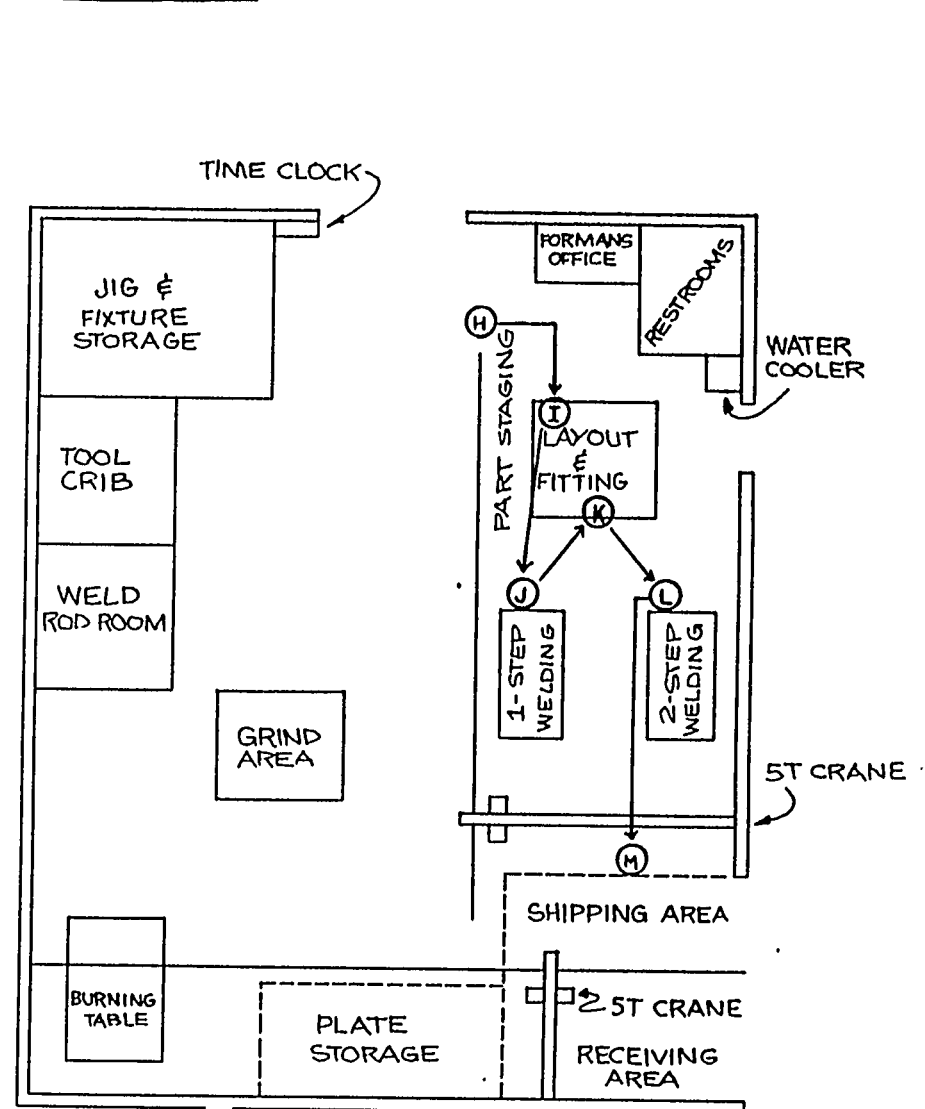 TIME CLOCK
FORMANS
OFFICE
RESTROOMS
JIG &
FIXTURE
STORAGE
H
WATER
COOLER
PART STAGING
I
LAYOUT
&
FITTING
K
TOOL
CRIB
WELD
ROD ROOM
J
L
1-STEP
WELDING
2-STEP
WELDING
GRIND
AREA
5T CRANE
M
SHIPPING AREA
BURNING
TABLE
PLATE
STORAGE
5T CRANE
RECEIVING
AREA